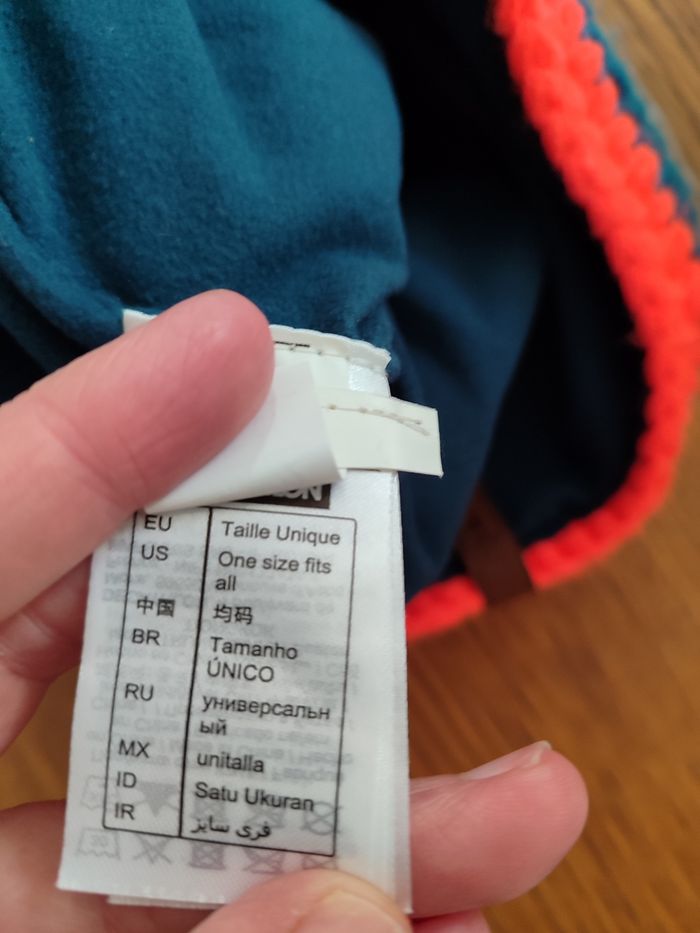 EU Taille Unique
US One size fits
all
中国 均码
BR Tamanho
ÚNICO
RU универсальн
ый
MX unitalla
ID Satu Ukuran
IR فری سایز